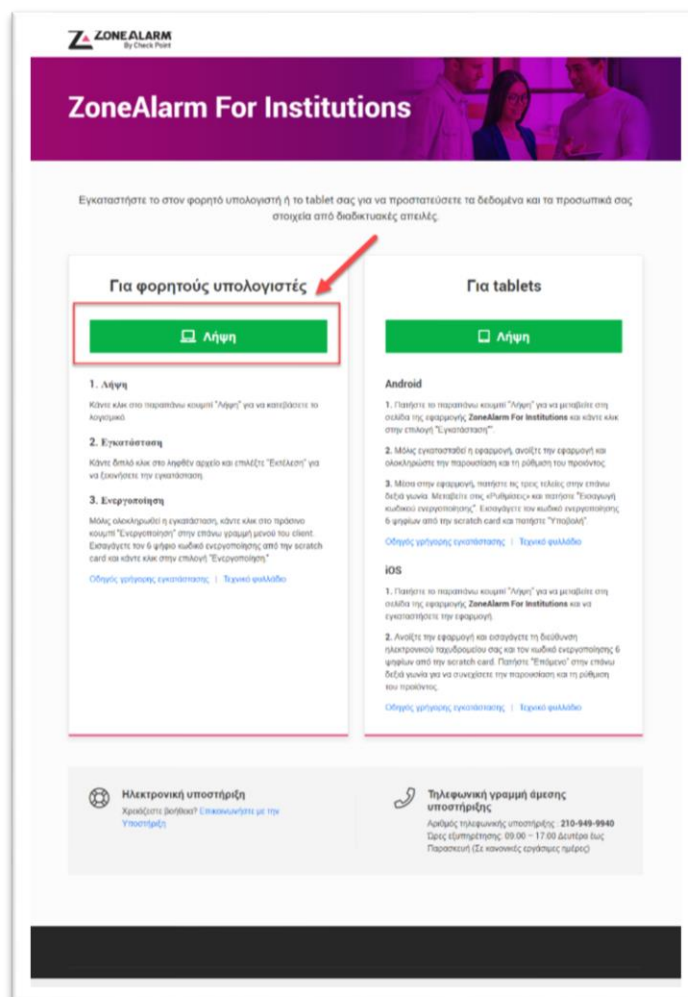 ZONEALARM
By Check Point
ZoneAlarm For Institutions
Εγκαταστήστε το στον φορητό υπολογιστή ή το tablet σας για να προστατεύσετε τα δεδομένα και τα προσωπικά σας
στοιχεία από διαδικτυακές απειλές.
Για φορητούς υπολογιστές
Λήψη
1. Λήψη
Κάντε κλικ στο παραπάνω κουμπί "Λήψη" για να κατεβάσετε το
λογισμικό.
2. Εγκατάσταση
Κάντε διπλό κλικ στο ληφθέν αρχείο και επιλέξτε "Εκτέλεση" για
να ξεκινήσετε την εγκατάσταση.
3. Ενεργοποίηση
Μόλις ολοκληρωθεί η εγκατάσταση, κάντε κλικ στο πράσινο
κουμπί "Ενεργοποίηση" στην επάνω γραμμή μενού του client.
Εισαγάγετε τον 6 ψήφιο κωδικό ενεργοποίησης από την scratch
card και κάντε κλικ στην επιλογή "Ενεργοποίηση."
Οδηγός γρήγορης εγκατάστασης | Τεχνικό φυλλάδιο
Για tablets
Λήψη
Android
1. Πατήστε το παραπάνω κουμπί "Λήψη" για να μεταβείτε στη
σελίδα της εφαρμογής ZoneAlarm For Institutions και κάντε κλικ
στην επιλογή "Εγκατάσταση"".
2. Μόλις εγκατασταθεί η εφαρμογή, ανοίξτε την εφαρμογή και
ολοκληρώστε την παρουσίαση και τη ρύθμιση του προϊόντος.
3. Μέσα στην εφαρμογή, πατήστε τις τρεις τελείες στην επάνω
δεξιά γωνία. Μεταβείτε στις «Ρυθμίσεις» και πατήστε "Εισαγωγή
κωδικού ενεργοποίησης". Εισαγάγετε τον κωδικό ενεργοποίησης
6 ψηφίων από την scratch card και πατήστε "Υποβολή".
Οδηγός γρήγορης εγκατάστασης | Τεχνικό φυλλάδιο
iOS
1. Πατήστε το παραπάνω κουμπί "Λήψη" για να μεταβείτε στη
σελίδα της εφαρμογής ZoneAlarm For Institutions και να
εγκαταστήσετε την εφαρμογή.
2. Ανοίξτε την εφαρμογή και εισαγάγετε τη διεύθυνση
ηλεκτρονικού ταχυδρομείου σας και τον κωδικό ενεργοποίησης 6
ψηφίων από την scratch card. Πατήστε "Επόμενο" στην επάνω
δεξιά γωνία για να συνεχίσετε την παρουσίαση και τη ρύθμιση
του προϊόντος.
Οδηγός γρήγορης εγκατάστασης | Τεχνικό φυλλάδιο
Ηλεκτρονική υποστήριξη
Χρειάζεστε βοήθεια? Επικοινωνήστε με την
Υποστήριξη
Τηλεφωνική γραμμή άμεσης
υποστήριξης
Αριθμός τηλεφωνικής υποστήριξης : 210-949-9940
Ώρες εξυπηρέτησης: 09:00 – 17:00 Δευτέρα έως
Παρασκευή (Σε κανονικές εργάσιμες ημέρες)